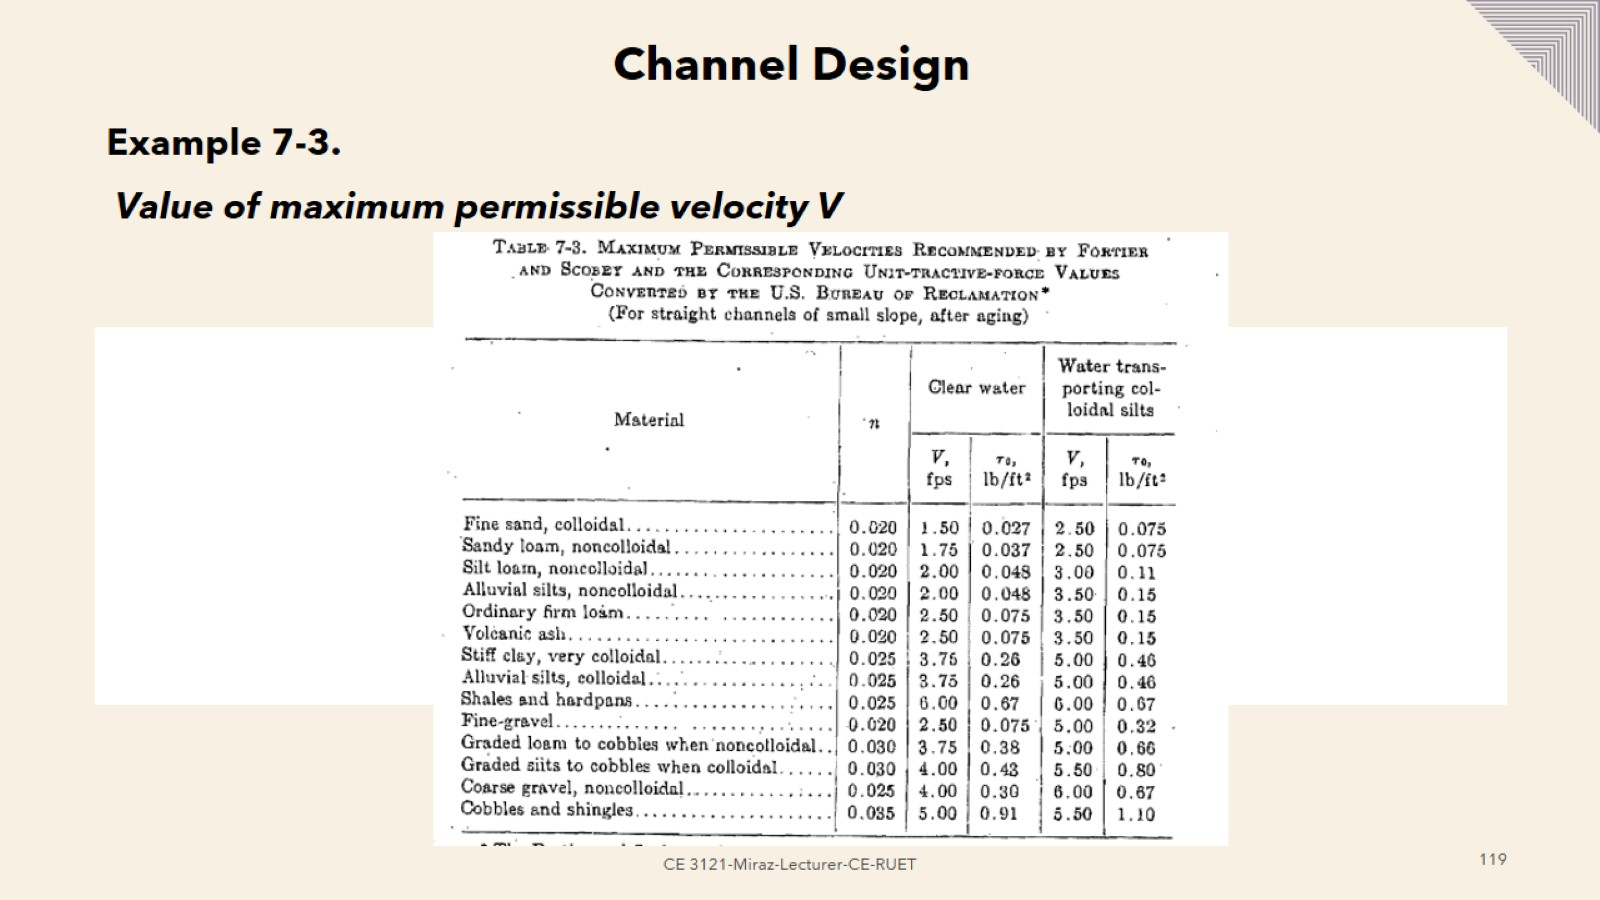 Channel Design
Example 7-3.
Value of maximum permissible velocity V
TABLE 7-3. MAXIMUM PERMISSIBLE VELOCITIES RECOMMENDED BY FORTIER
AND SCOBEY AND THE CORRESPONDING UNIT-TRACTIVE-FORCE VALUES
CONVERTED BY THE U.S. BUREAU OF RECLAMATION*
(For straight channels of small slope, after aging)
Material
n
Clear water
Water trans-
porting col-
loidal silts
V,
fps
τ₀,
lb/ft²
V,
fps
τ₀,
lb/ft²
Fine sand, colloidal 0.020 1.50 0.027 2.50 0.075
Sandy loam, noncolloidal 0.020 1.75 0.037 2.50 0.075
Silt loam, noncolloidal 0.020 2.00 0.048 3.00 0.11
Alluvial silts, noncolloidal 0.020 2.00 0.048 3.50 0.15
Ordinary firm loam 0.020 2.50 0.075 3.50 0.15
Volcanic ash 0.020 2.50 0.075 3.50 0.15
Stiff clay, very colloidal 0.025 3.75 0.26 5.00 0.46
Alluvial silts, colloidal 0.025 3.75 0.26 5.00 0.46
Shales and hardpans 0.025 6.00 0.67 6.00 0.67
Fine gravel 0.020 2.50 0.075 5.00 0.32
Graded loam to cobbles when noncolloidal 0.030 3.75 0.38 5.00 0.66
Graded silts to cobbles when colloidal 0.030 4.00 0.43 5.50 0.80
Coarse gravel, noncolloidal 0.025 4.00 0.30 6.00 0.67
Cobbles and shingles 0.035 5.00 0.91 5.50 1.10
CE 3121-Miraz-Lecturer-CE-RUET
119